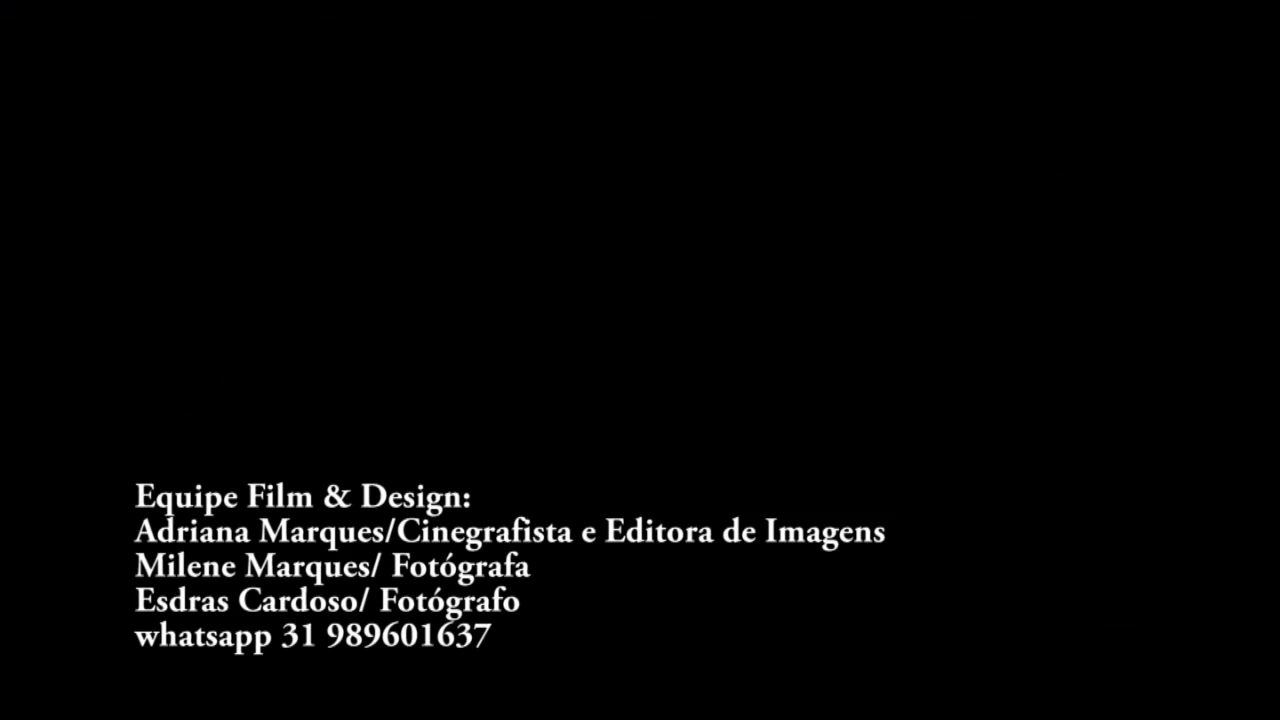 Equipe Film & Design:
Adriana Marques/Cinegrafista e Editora de Imagens
Milene Marques/ Fotógrafa
Esdras Cardoso/ Fotógrafo
whatsapp 31 989601637